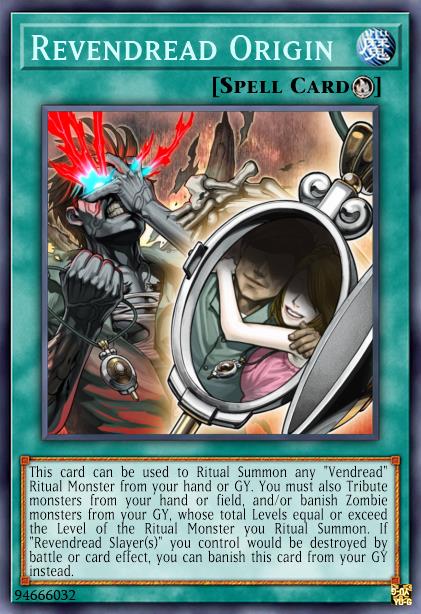 Revendread Origin
[Spell Card]
This card can be used to Ritual Summon any "Vendread"
Ritual Monster from your hand or GY. You must also Tribute
monsters from your hand or field, and/or banish Zombie
monsters from your GY, whose total Levels equal or exceed
the Level of the Ritual Monster you Ritual Summon. If
"Revendread Slayer(s)" you control would be destroyed by
battle or card effect, you can banish this card from your GY
instead.
94666032